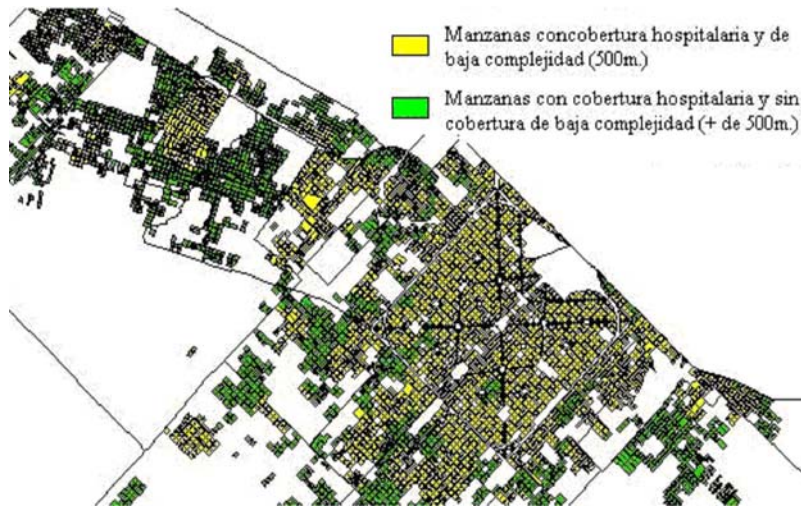 Manzanas concobertura hospitalaria y de
baja complejidad (500m.)
Manzanas con cobertura hospitalaria y sin
cobertura de baja complejidad (+ de 500m.)